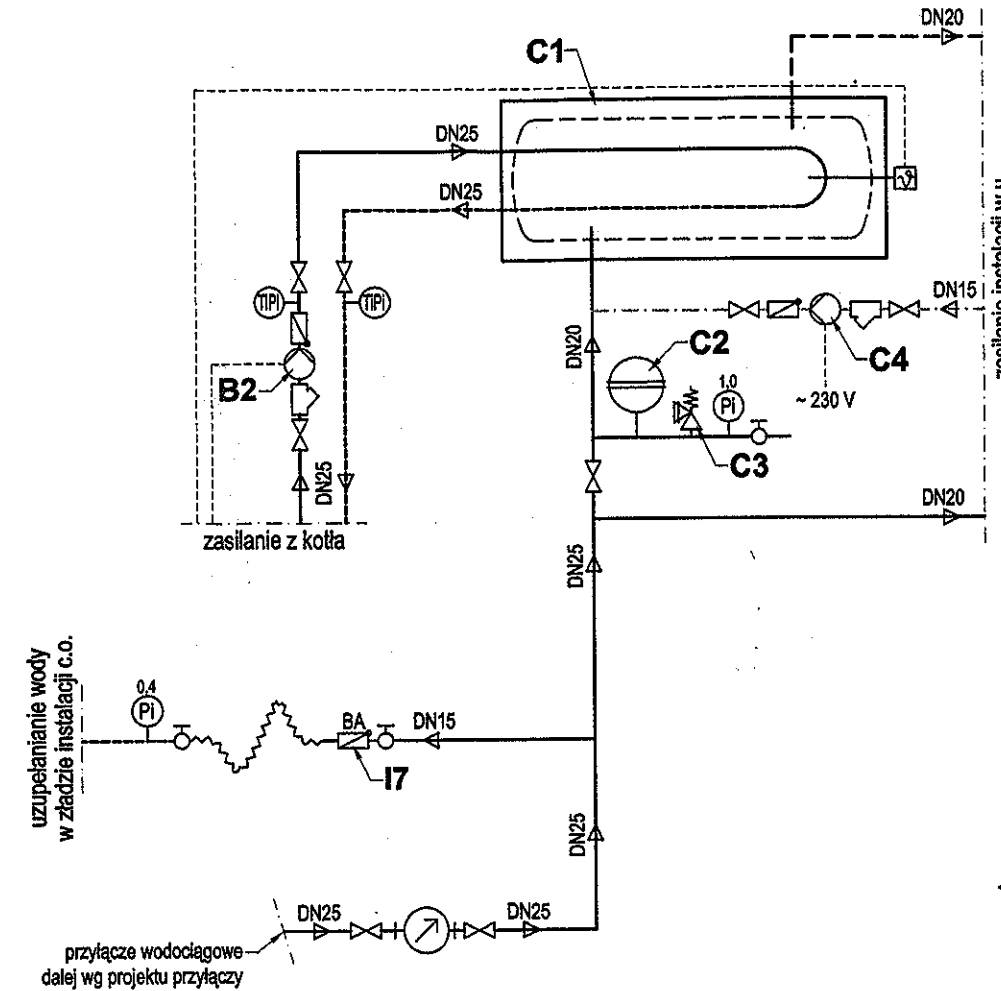 DN20
C1
DN25
DN25
ϑ
TIPi
TIPi
DN15
C2
C4
B2
DN20
1,0
Pi
~ 230 V
C3
DN25
DN20
zasilanie z kotła
DN25
uzupełanianie wody
w zładzie instalacji c.o.
0,4
Pi
BA
DN15
I7
DN25
DN25
DN25
przyłącze wodociągowe
dalej wg projektu przyłączy